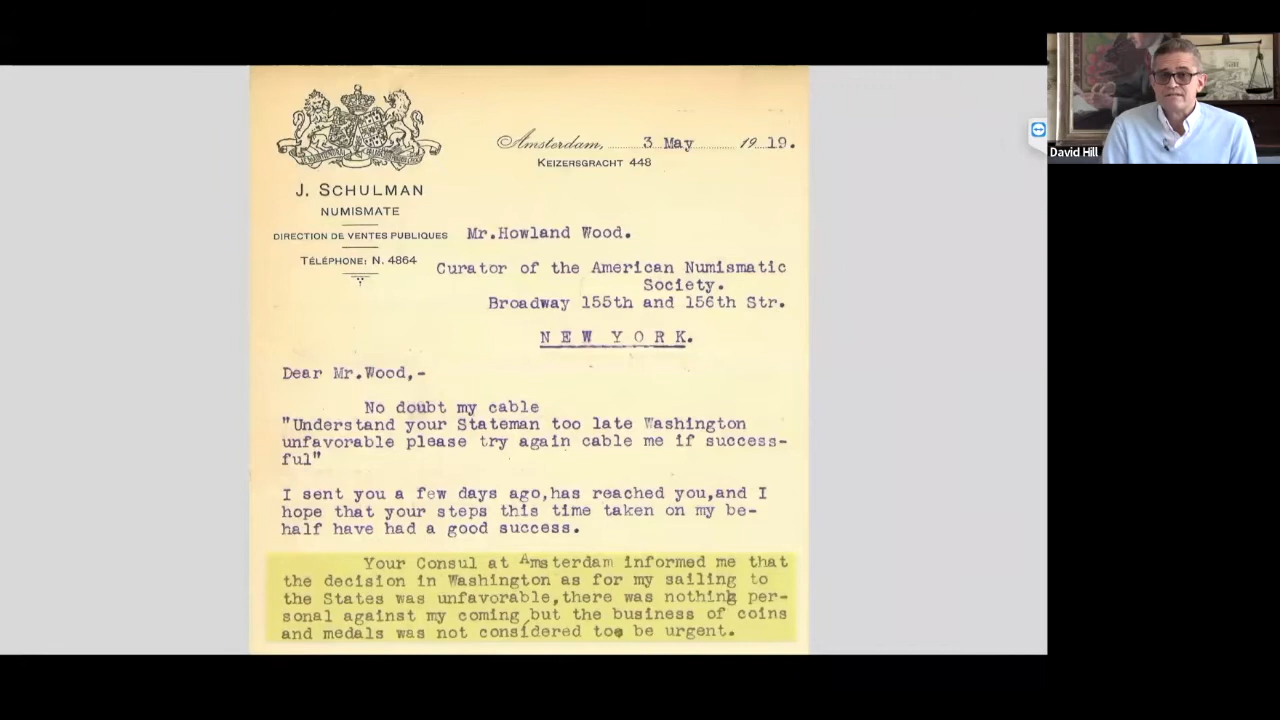 Amsterdam, 3 May 1919.
KEIZERSGRACHT 448
J. SCHULMAN
NUMISMATE
DIRECTION DE VENTES PUBLIQUES
TÉLÉPHONE: N. 4864
Mr.Howland Wood.
Curator of the American Numismatic
Society.
Broadway 155th and 156th Str.
NEW YORK.
Dear Mr.Wood,-
No doubt my cable
"Understand your Stateman too late Washington
unfavorable please try again cable me if success-
ful"
I sent you a few days ago,has reached you,and I
hope that your steps this time taken on my be-
half have had a good success.
Your Consul at Amsterdam informed me that
the decision in Washington as for my sailing to
the States was unfavorable,there was nothing per-
sonal against my coming,but the business of coins
and medals was not considered too be urgent.
David Hill